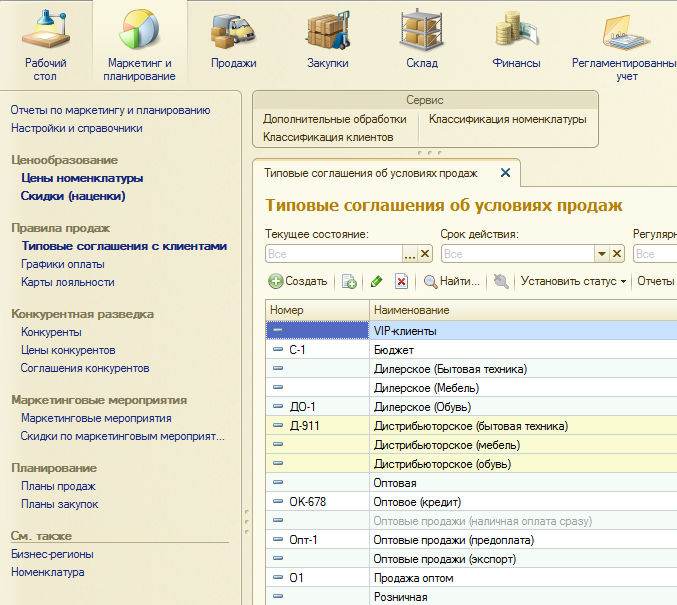 Рабочий стол
Маркетинг и планирование
Продажи
Закупки
Склад
Финансы
Регламентированны учет
Отчеты по маркетингу и планированию
Настройки и справочники
Ценообразование
Цены номенклатуры
Скидки (наценки)
Правила продаж
Типовые соглашения с клиентами
Графики оплаты
Карты лояльности
Конкурентная разведка
Конкуренты
Цены конкурентов
Соглашения конкурентов
Маркетинговые мероприятия
Маркетинговые мероприятия
Скидки по маркетинговым мероприят...
Планирование
Планы продаж
Планы закупок
См. также
Бизнес-регионы
Номенклатура
Сервис
Дополнительные обработки
Классификация номенклатуры
Классификация клиентов
Типовые соглашения об условиях продаж
Типовые соглашения об условиях продаж
Текущее состояние:
Срок действия:
Регулярн
Все
...
Все
Все
Создать
Найти...
Установить статус
Отчеты
Номер
Наименование
VIP-клиенты
С-1 Бюджет
Дилерское (Бытовая техника)
Дилерское (Мебель)
ДО-1 Дилерское (Обувь)
Д-911 Дистрибьюторское (бытовая техника)
Дистрибьюторское (мебель)
Дистрибьюторское (обувь)
Оптовая
ОК-678 Оптовое (кредит)
Оптовые продажи (наличная оплата сразу)
Опт-1 Оптовые продажи (предоплата)
Оптовые продажи (экспорт)
О1 Продажа оптом
Розничная